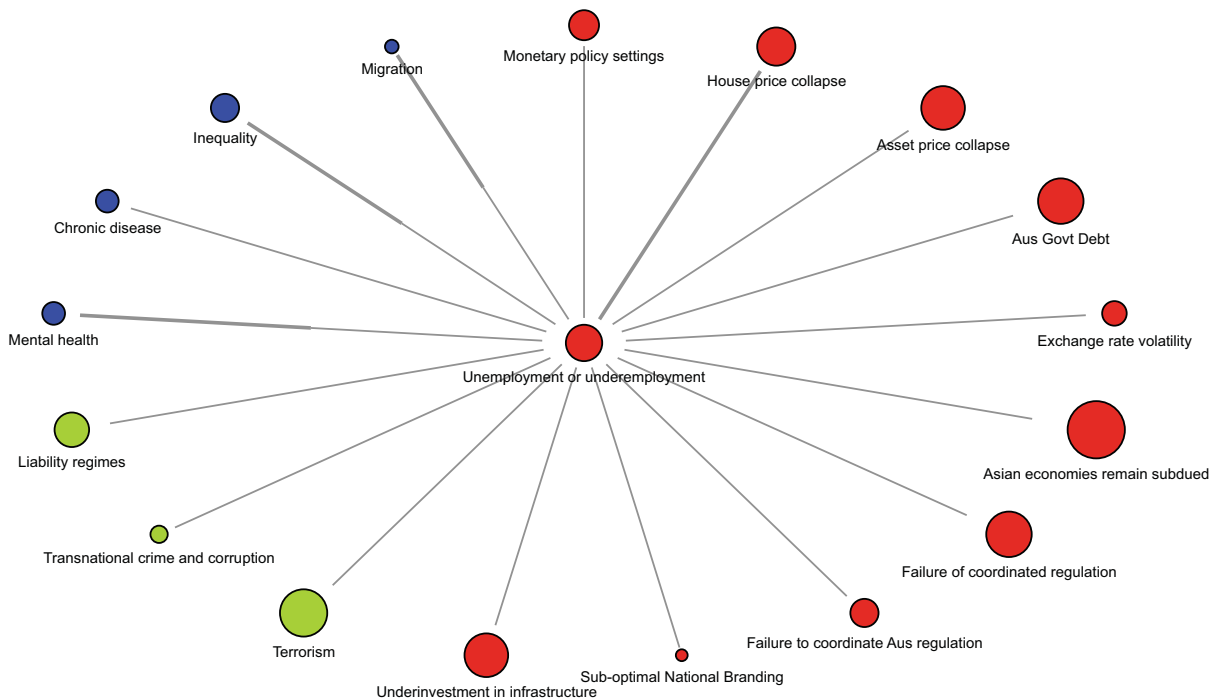 Monetary policy settings
Migration
House price collapse
Inequality
Asset price collapse
Chronic disease
Aus Govt Debt
Mental health
Exchange rate volatility
Unemployment or underemployment
Liability regimes
Asian economies remain subdued
Transnational crime and corruption
Failure of coordinated regulation
Terrorism
Failure to coordinate Aus regulation
Sub-optimal National Branding
Underinvestment in infrastructure